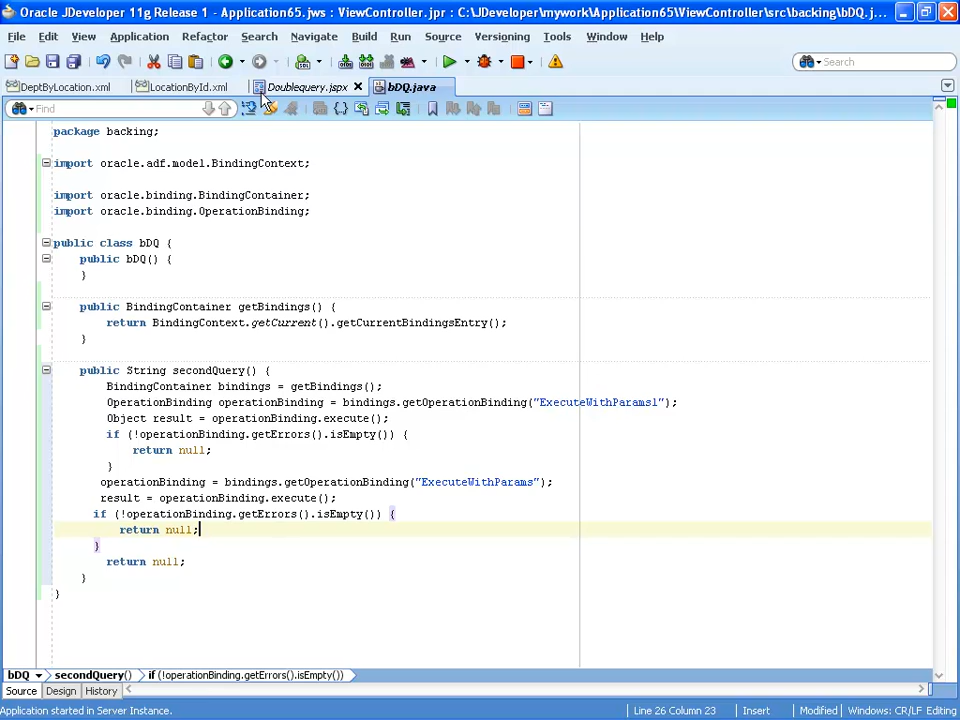 Oracle JDeveloper 11g Release 1 - Application65.jws : ViewController.jpr : C:\JDeveloper\mywork\Application65\ViewController\src\backing\bDQ.j...
File Edit View Application Refactor Search Navigate Build Run Source Versioning Tools Window Help
Search
DeptByLocation.xml LocationById.xml Doublequery.jspx bDQ.java
Find
package backing;
import oracle.adf.model.BindingContext;
import oracle.binding.BindingContainer;
import oracle.binding.OperationBinding;
public class bDQ {
public bDQ() {
}
public BindingContainer getBindings() {
return BindingContext.getCurrent().getCurrentBindingsEntry();
}
public String secondQuery() {
BindingContainer bindings = getBindings();
OperationBinding operationBinding = bindings.getOperationBinding("ExecuteWithParams1");
Object result = operationBinding.execute();
if (!operationBinding.getErrors().isEmpty()) {
return null;
}
operationBinding = bindings.getOperationBinding("ExecuteWithParams");
result = operationBinding.execute();
if (!operationBinding.getErrors().isEmpty()) {
return null;
}
return null;
}
}
bDQ secondQuery() if (!operationBinding.getErrors().isEmpty())
Source Design History
Application started in Server Instance. Line 26 Column 23 Insert Modified Windows: CR/LF Editing